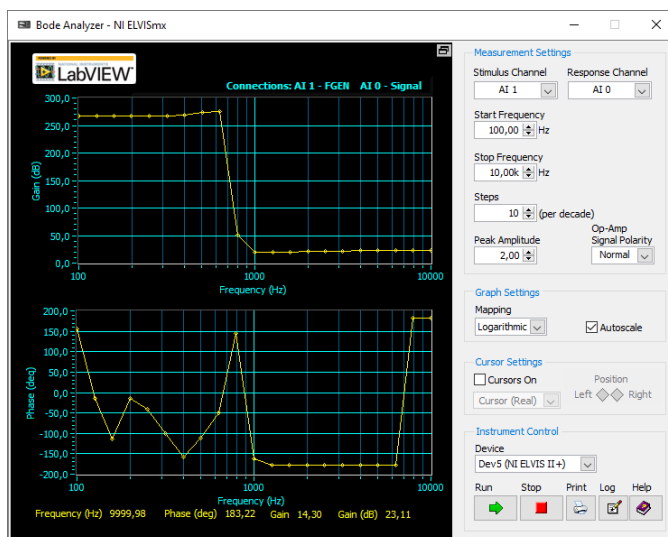 Bode Analyzer - NI ELVISmx
LabVIEW™
Connections: AI 1 - FGEN AI 0 - Signal
300,0
250,0
200,0
150,0
100,0
50,0
0,0
Gain (dB)
100
1000
10000
Frequency (Hz)
200,0
150,0
100,0
50,0
0,0
-50,0
-100,0
-150,0
-200,0
Phase (deg)
100
1000
10000
Frequency (Hz)
Frequency (Hz) 9999,98 Phase (deg) 183,22 Gain 14,30 Gain (dB) 23,11
Measurement Settings
Stimulus Channel Response Channel
AI 1 AI 0
Start Frequency
100,00 Hz
Stop Frequency
10,00k Hz
Steps
10 (per decade)
Peak Amplitude
2,00
Op-Amp
Signal Polarity
Normal
Graph Settings
Mapping
Logarithmic Autoscale
Cursor Settings
Cursors On Position
Cursor (Real) Left Right
Instrument Control
Device
Dev5 (NI ELVIS II+)
Run Stop Print Log Help